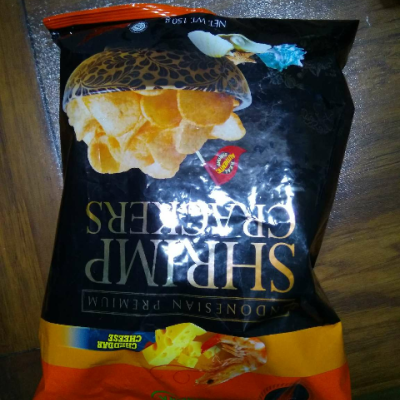 CHEDDAR
CHEESE
INDONESIAN PREMIUM
SHRIMP
CRACKERS
NET WT. 150 g